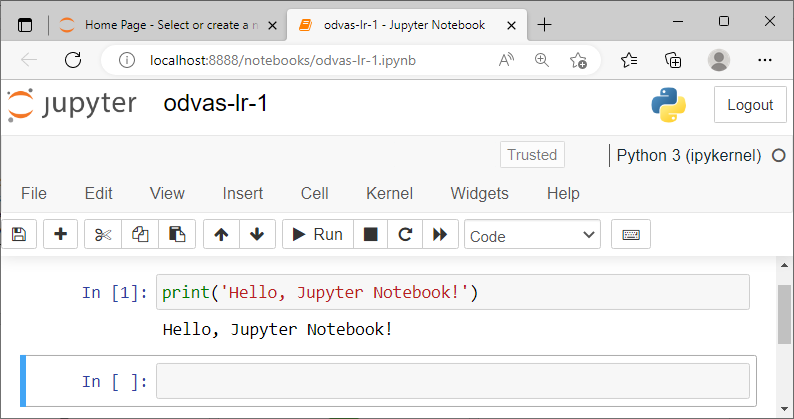 Home Page - Select or create a n
odvas-lr-1 - Jupyter Notebook
localhost:8888/notebooks/odvas-lr-1.ipynb
jupyter odvas-lr-1 Logout
Trusted Python 3 (ipykernel)
File Edit View Insert Cell Kernel Widgets Help
Run Code
In [1]: print('Hello, Jupyter Notebook!')
Hello, Jupyter Notebook!
In [ ]: